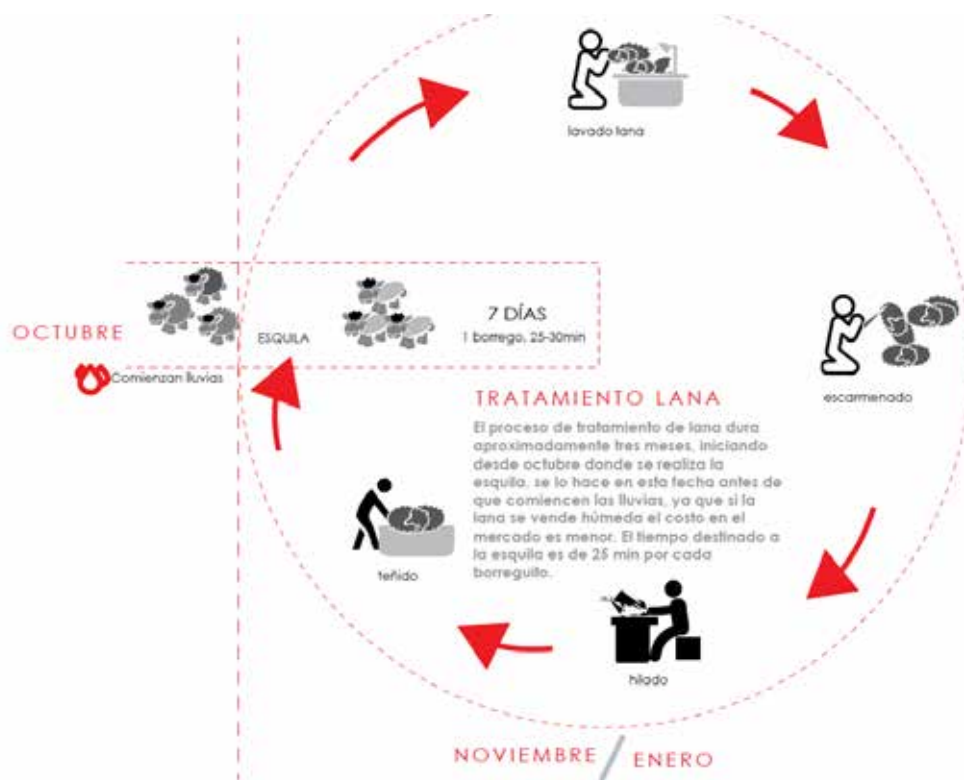 lavado lana
OCTUBRE
ESQUILA
7 DÍAS
1 borrego, 25-30min
Comienzan lluvias
escarmenado
TRATAMIENTO LANA
El proceso de tratamiento de lana dura
aproximadamente tres meses, iniciando
desde octubre donde se realiza la
esquila, se lo hace en esta fecha antes de
que comiencen las lluvias, ya que si la
lana se vende húmeda el costo en el
mercado es menor. El tiempo destinado a
la esquila es de 25 min por cada
borreguito.
teñido
hilado
NOVIEMBRE / ENERO